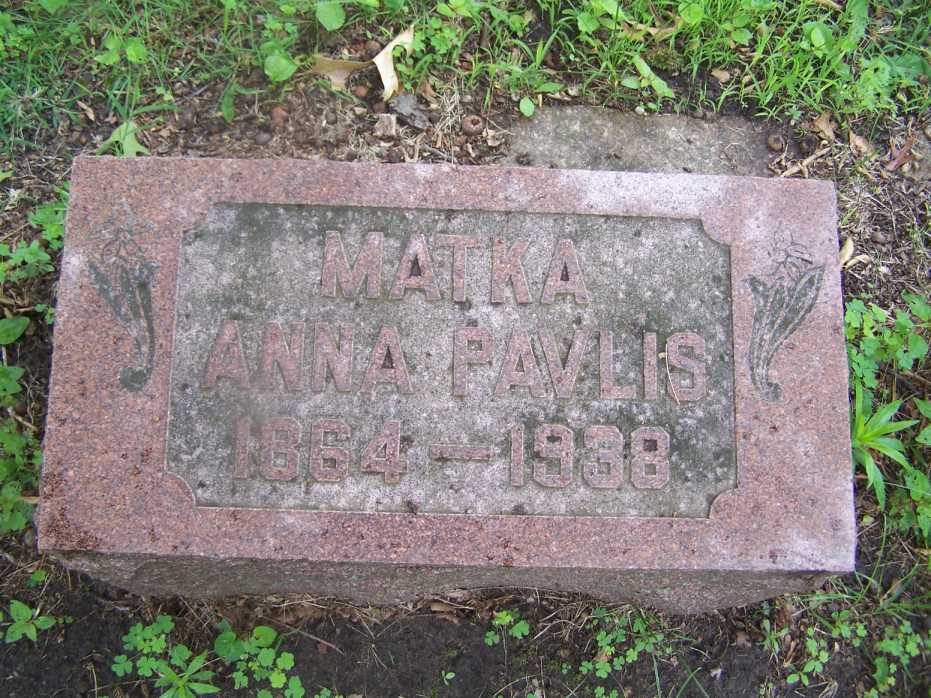 MATKA
ANNA PAVLIS
1864 — 1938